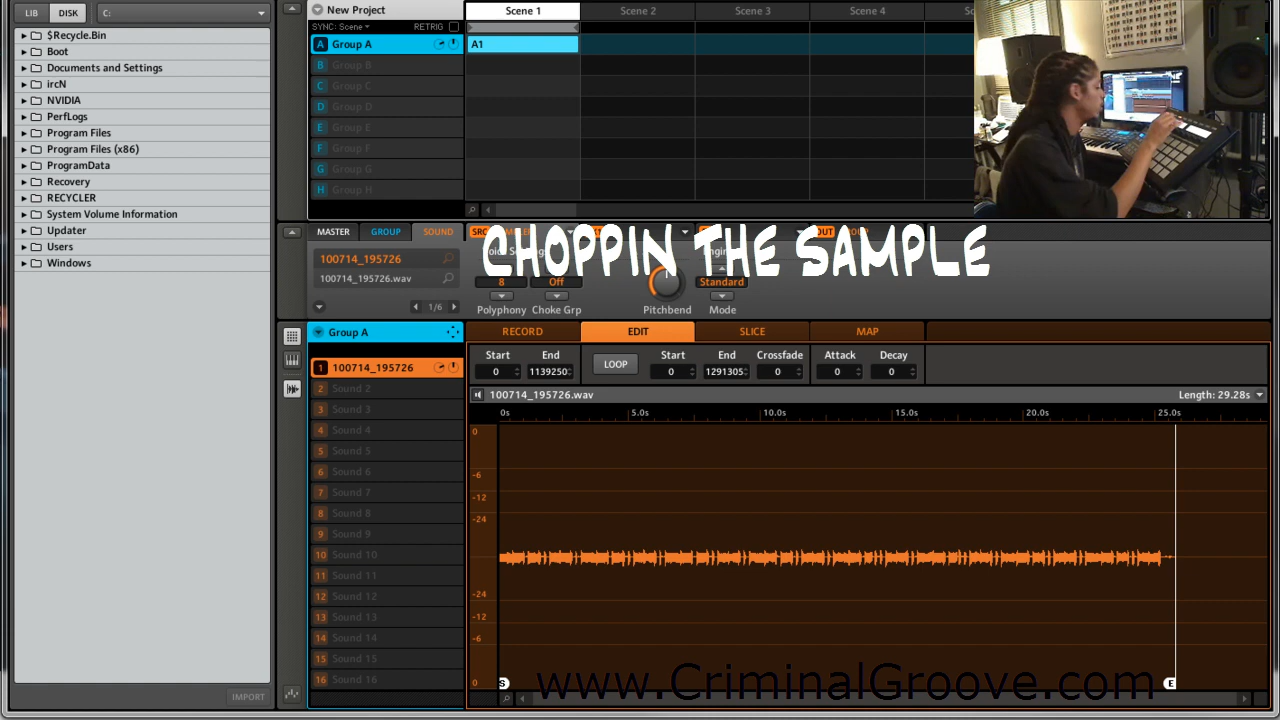 LIB DISK C:
$Recycle.Bin
Boot
Documents and Settings
ircN
NVIDIA
PerfLogs
Program Files
Program Files (x86)
ProgramData
Recovery
RECYCLER
System Volume Information
Updater
Users
Windows
IMPORT
New Project
SYNC: Scene RETRIG
A Group A
B Group B
C Group C
D Group D
E Group E
F Group F
G Group G
H Group H
Scene 1 Scene 2 Scene 3 Scene 4
A1
MASTER GROUP SOUND
100714_195726
100714_195726.wav
1/6
CHOPPIN THE SAMPLE
8 Off Standard
Polyphony Choke Grp Pitchbend Mode
Group A
1 100714_195726
2 Sound 2
3 Sound 3
4 Sound 4
5 Sound 5
6 Sound 6
7 Sound 7
8 Sound 8
9 Sound 9
10 Sound 10
11 Sound 11
12 Sound 12
13 Sound 13
14 Sound 14
15 Sound 15
16 Sound 16
RECORD EDIT SLICE MAP
Start End LOOP Start End Crossfade Attack Decay
0 1139250 0 1291305 0 0 0
100714_195726.wav Length: 29.28s
0s 5.0s 10.0s 15.0s 20.0s 25.0s
0
-6
-12
-24
-24
-12
-6
0
S E
www.CriminalGroove.com